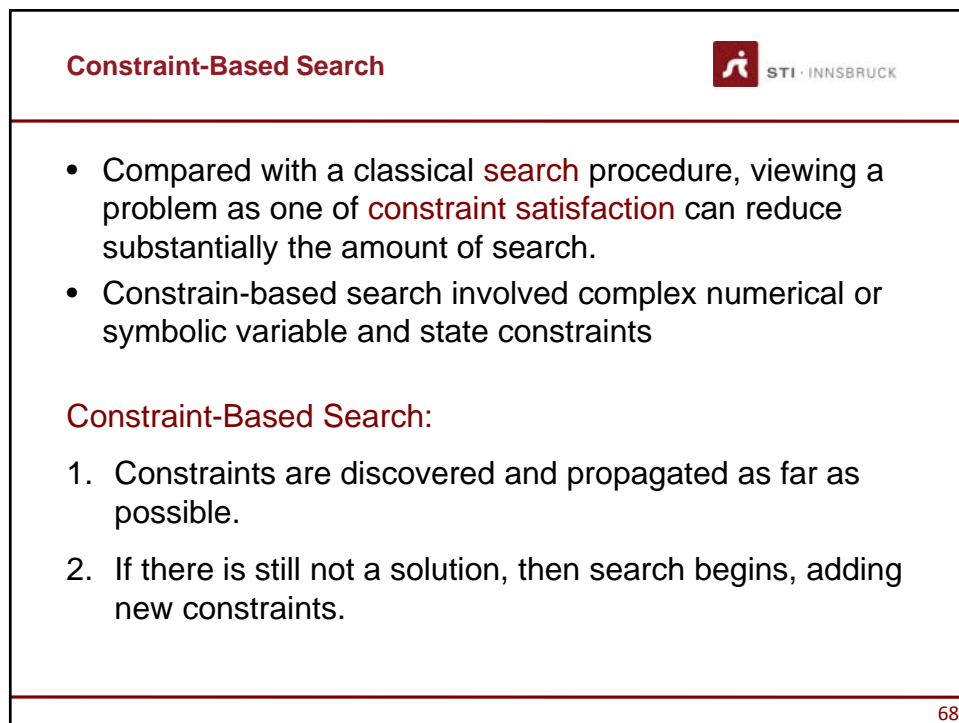 Constraint-Based Search
STI · INNSBRUCK
• Compared with a classical search procedure, viewing a
problem as one of constraint satisfaction can reduce
substantially the amount of search.
• Constrain-based search involved complex numerical or
symbolic variable and state constraints
Constraint-Based Search:
1. Constraints are discovered and propagated as far as
possible.
2. If there is still not a solution, then search begins, adding
new constraints.
68